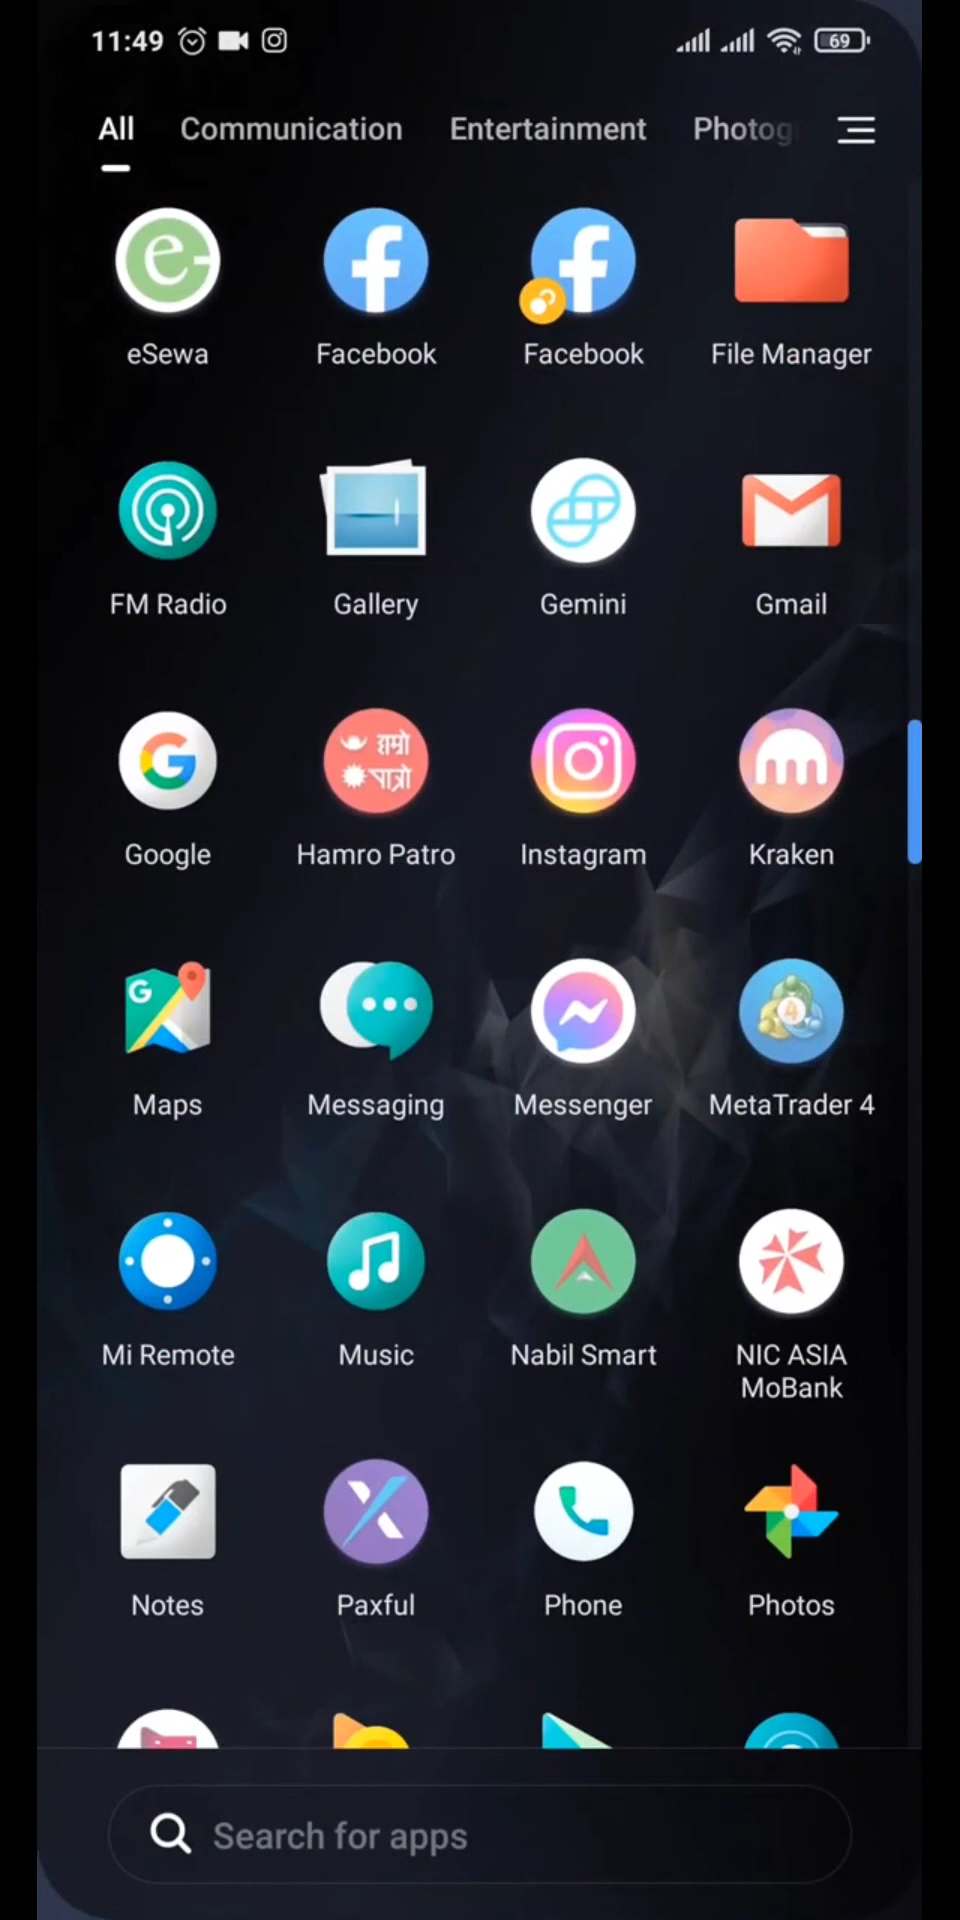 11:49
69
All Communication Entertainment Photog
eSewa Facebook Facebook File Manager
FM Radio Gallery Gemini Gmail
हाम्रो
पात्रो
Google Hamro Patro Instagram Kraken
G
4
Maps Messaging Messenger MetaTrader 4
Mi Remote Music Nabil Smart NIC ASIA
MoBank
Notes Paxful Phone Photos
Search for apps